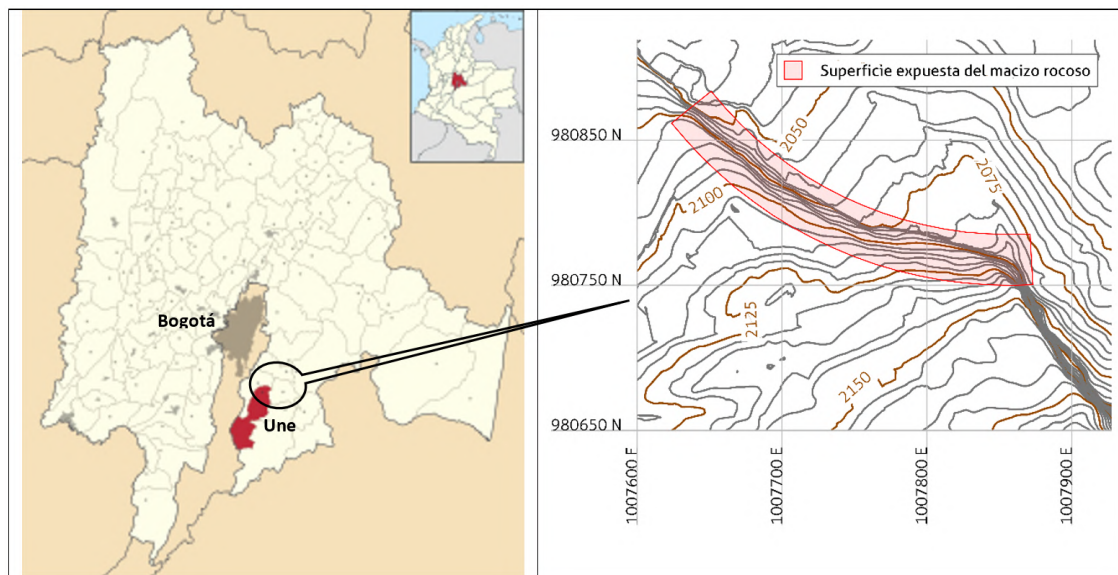 Bogotá
Une
Superficie expuesta del macizo rocoso
980850 N
980750 N
980650 N
2050
2075
2100
2125
2150
1007600 E
1007700 E
1007800 E
1007900 E